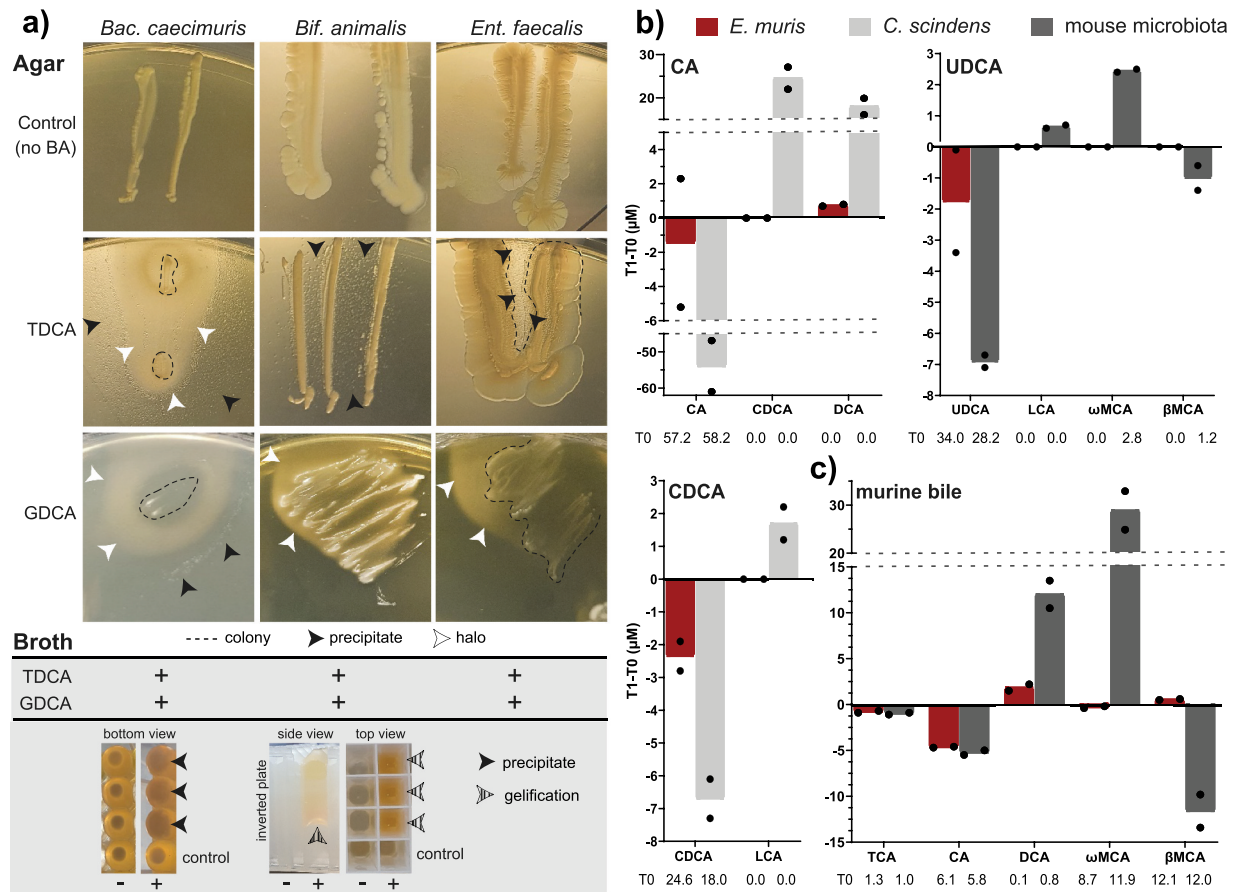 a)
Bac. caecimuris Bif. animalis Ent. faecalis
Agar
Control
(no BA)
TDCA
GDCA
Broth
colony precipitate halo
TDCA + + +
GDCA + + +
bottom view side view top view
inverted plate
precipitate
gelification
control
control
- + - + - +
b) E. muris C. scindens mouse microbiota
CA
T1-T0 (µM)
30
20
4
2
0
-2
-4
-6
-50
-60
CA CDCA DCA
T0 57.2 58.2 0.0 0.0 0.0 0.0
UDCA
2
1
0
-1
-2
-3
-4
-5
-6
-7
-8
UDCA LCA ωMCA βMCA
T0 34.0 28.2 0.0 0.0 0.0 2.8 0.0 1.2
CDCA
T1-T0 (µM)
3
2
1
0
-1
-2
-3
-4
-5
-6
-7
-8
CDCA LCA
T0 24.6 18.0 0.0 0.0
c)
murine bile
30
20
15
10
5
0
-5
-10
-15
TCA CA DCA ωMCA βMCA
T0 1.3 1.0 6.1 5.8 0.1 0.8 8.7 11.9 12.1 12.0